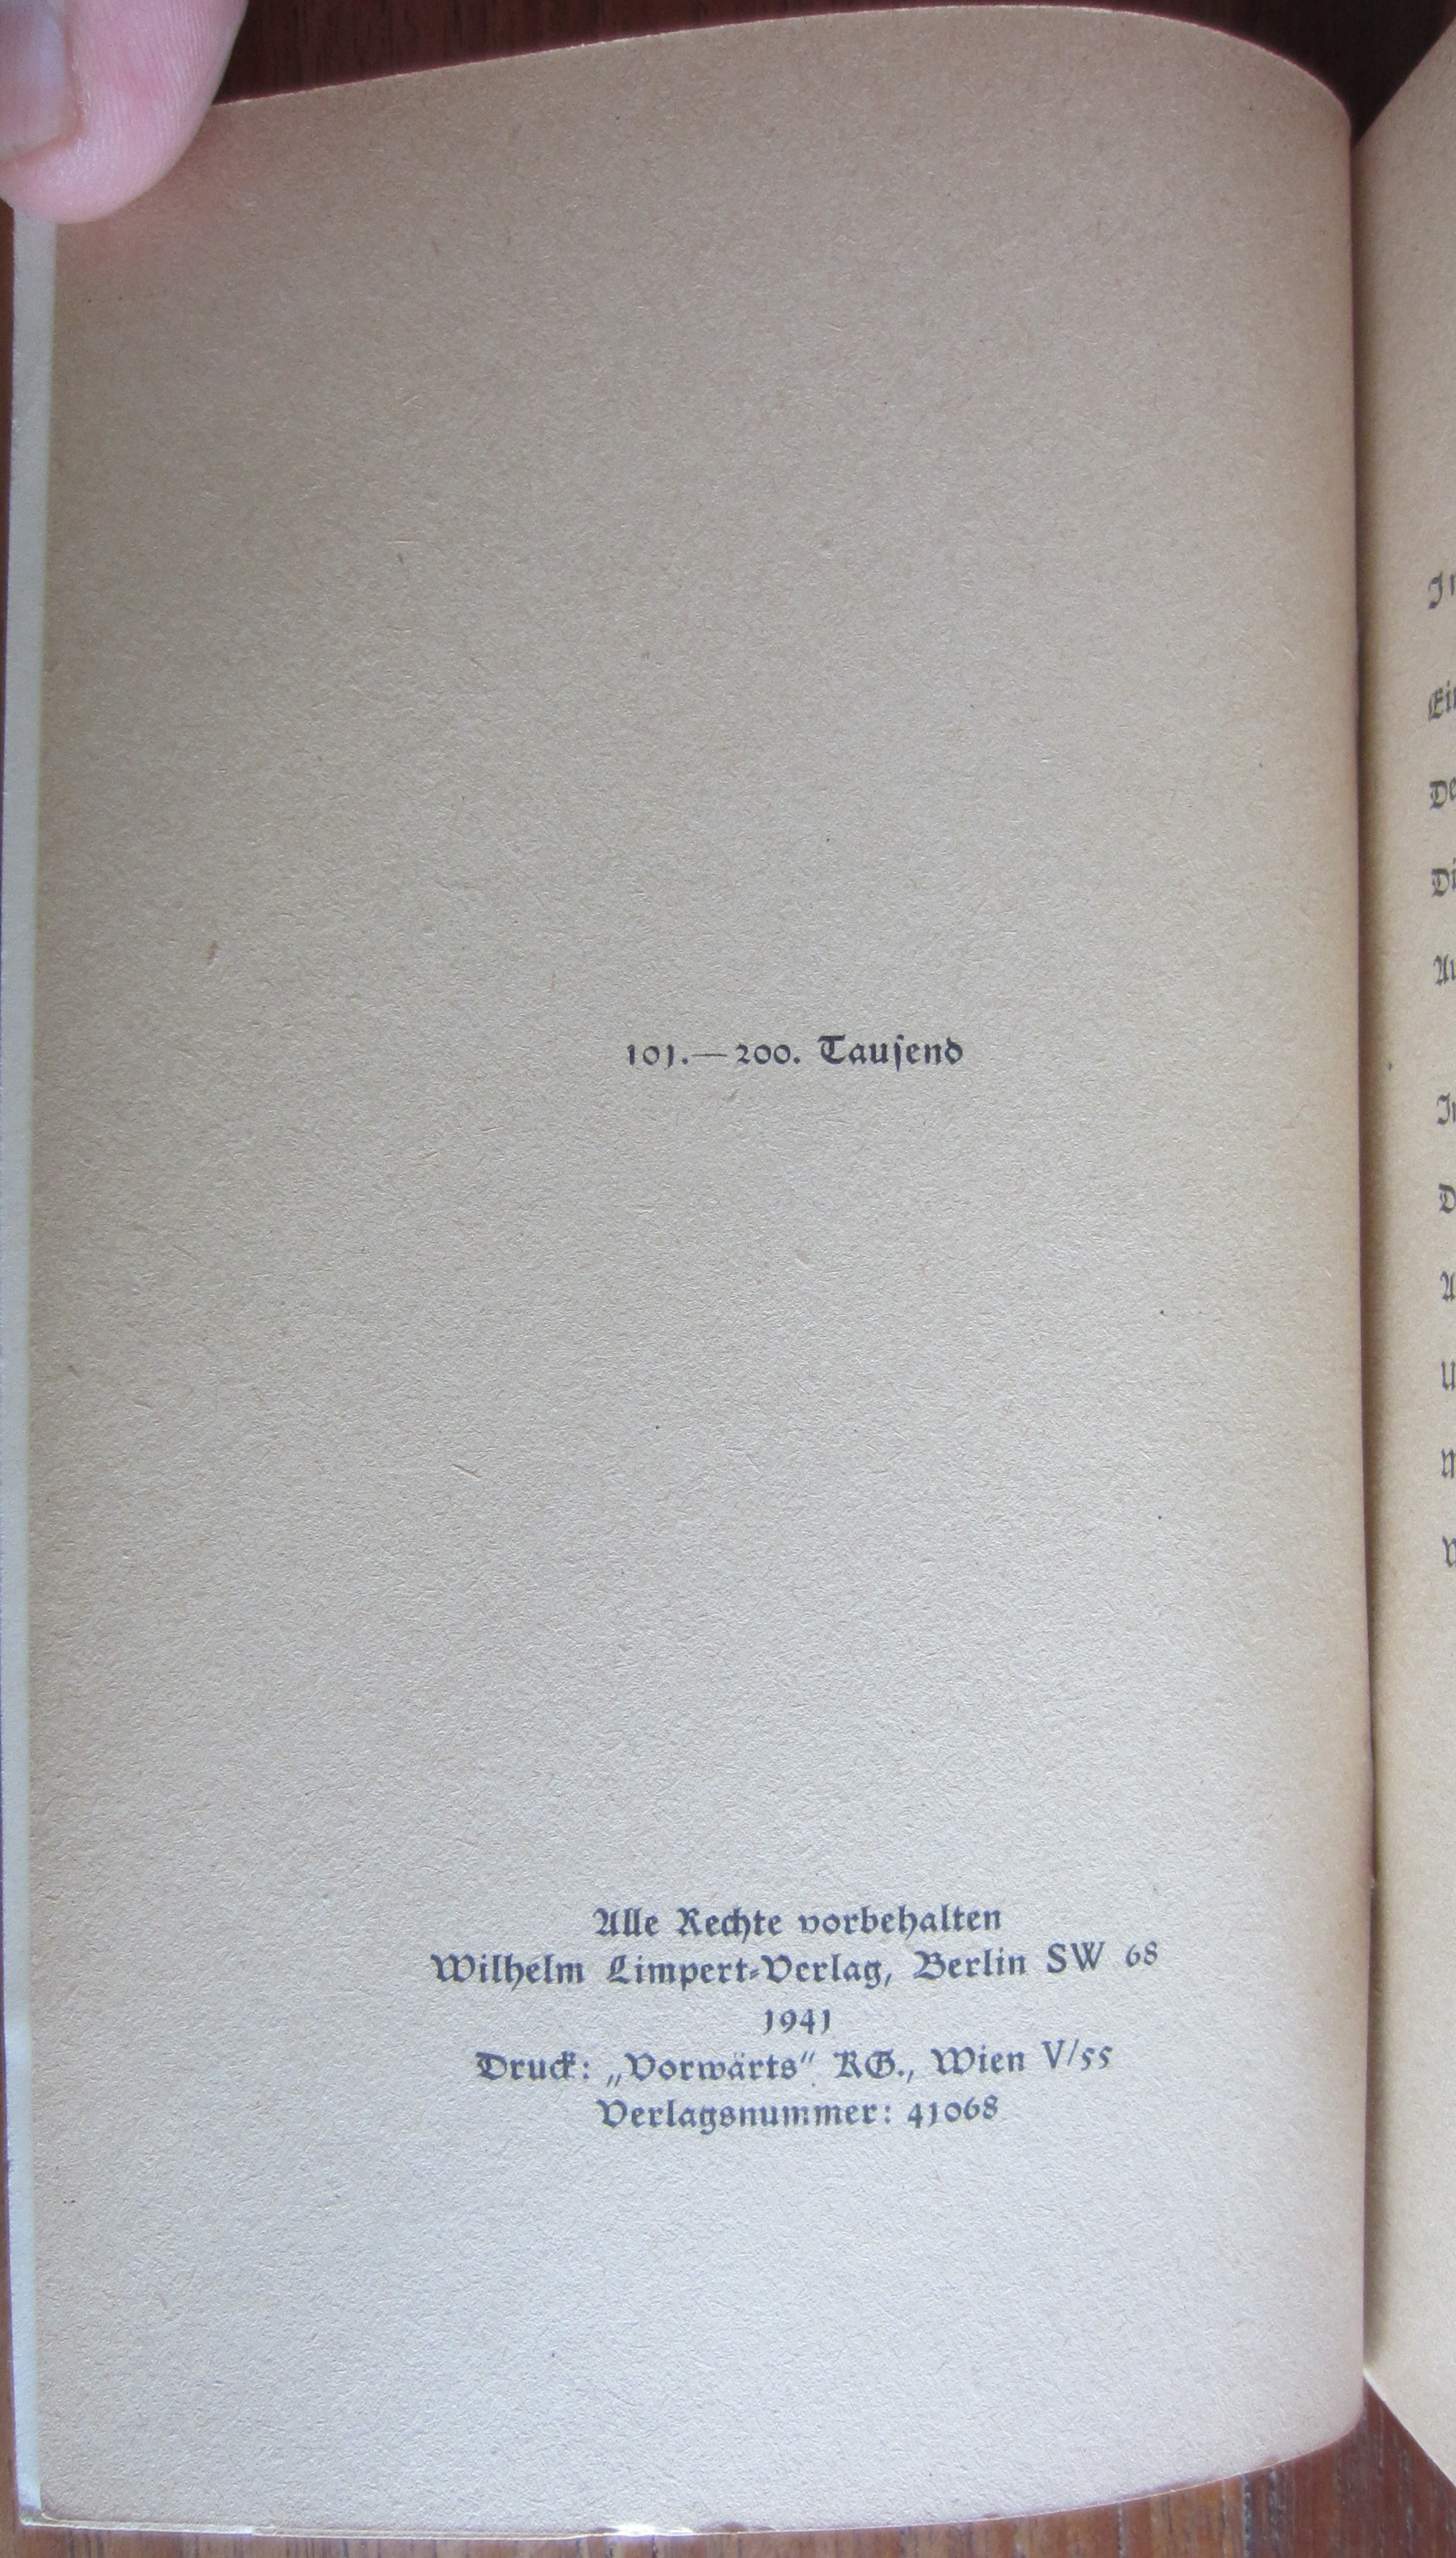 101.—200. Tausend
Alle Rechte vorbehalten
Wilhelm Limpert-Verlag, Berlin SW 68
1941
Druck: „Vorwärts“ KG., Wien V/55
Verlagsnummer: 41068